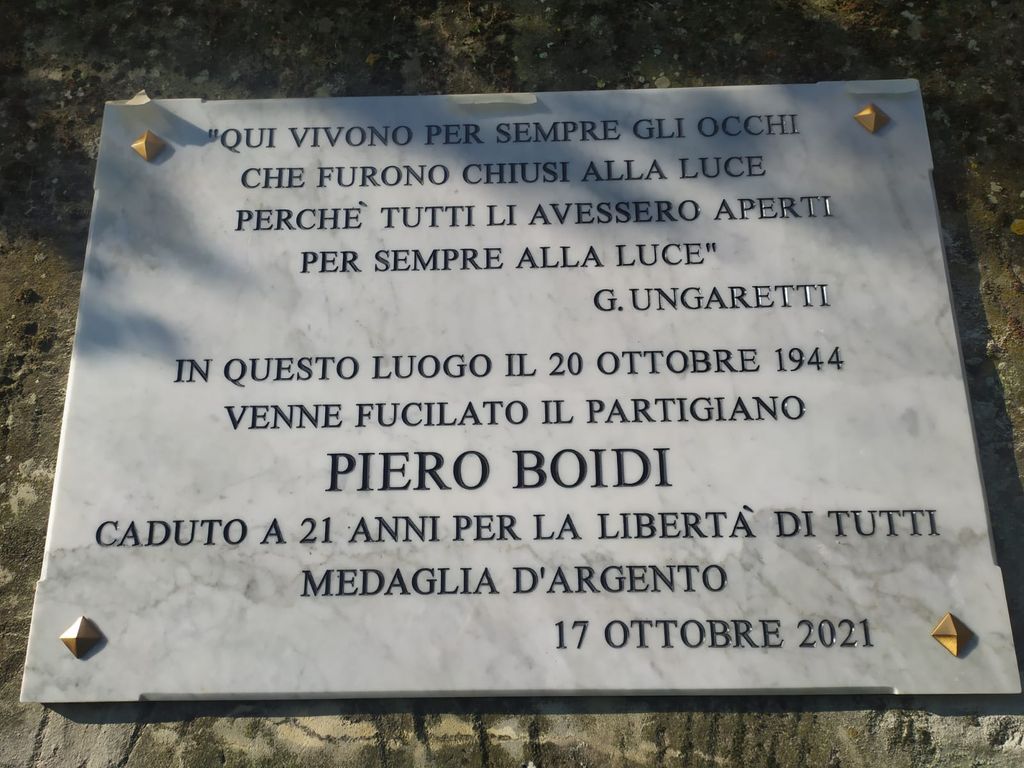 "QUI VIVONO PER SEMPRE GLI OCCHI
CHE FURONO CHIUSI ALLA LUCE
PERCHE̍ TUTTI LI AVESSERO APERTI
PER SEMPRE ALLA LUCE"
G. UNGARETTI
IN QUESTO LUOGO IL 20 OTTOBRE 1944
VENNE FUCILATO IL PARTIGIANO
PIERO BOIDI
CADUTO A 21 ANNI PER LA LIBERTÀ DI TUTTI
MEDAGLIA D'ARGENTO
17 OTTOBRE 2021